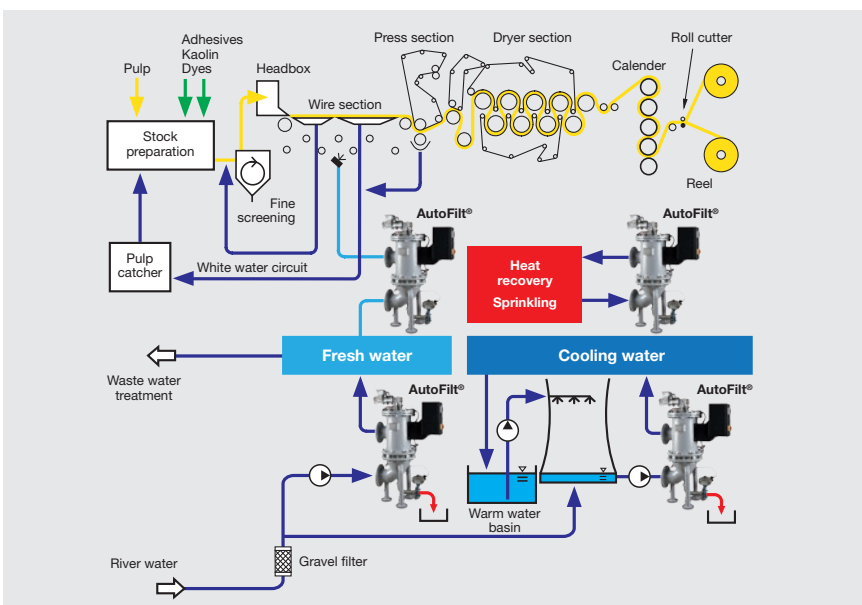 Adhesives
Kaolin
Dyes
Pulp
Headbox
Press section
Dryer section
Roll cutter
Calender
Wire section
Stock
preparation
Fine
screening
Reel
AutoFilt®
AutoFilt®
Pulp
catcher
White water circuit
Heat
recovery
Sprinkling
Fresh water
Cooling water
Waste water
treatment
AutoFilt®
AutoFilt®
Warm water
basin
River water
Gravel filter